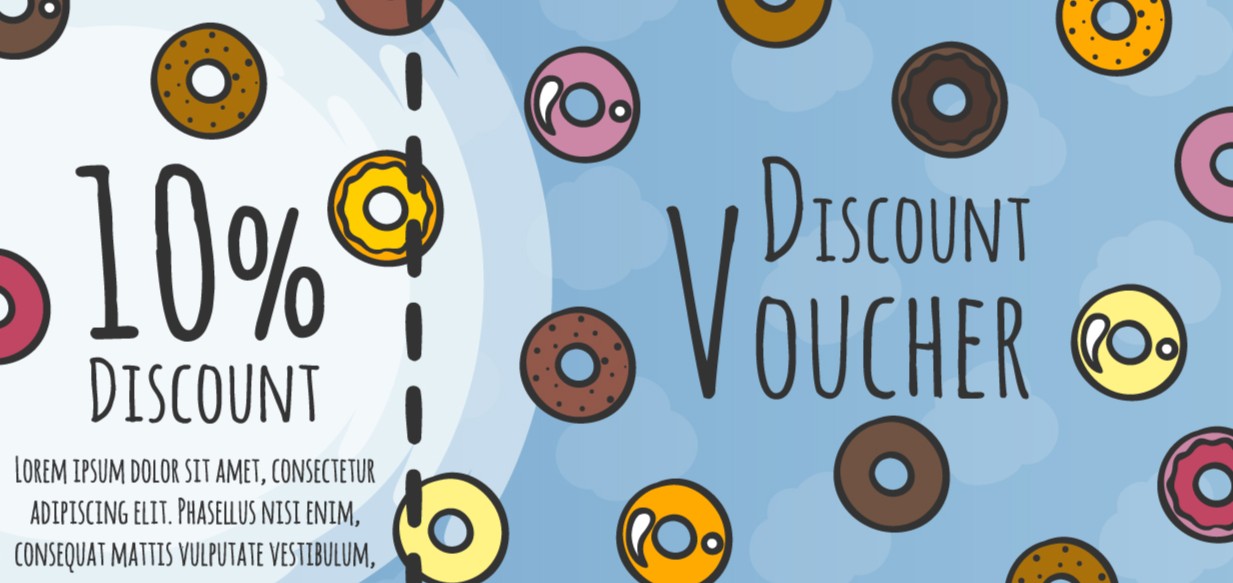 10%
Discount
Lorem ipsum dolor sit amet, consectetur
adipiscing elit. Phasellus nisi enim,
consequat mattis vulputate vestibulum,
Discount
Voucher